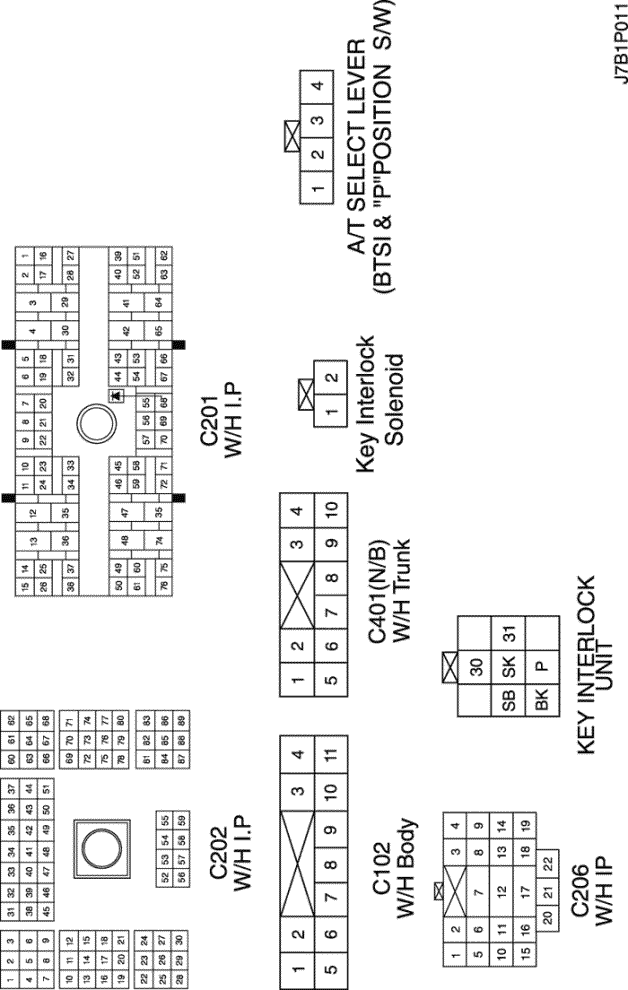 1 2 3
4 5 6
7 8 9
10 11 12
13 14 15
16 17 18
19 20 21
22 23 24
25 26 27
28 29 30
31 32 33 34 35 36 37
38 39 40 41 42 43 44
45 46 47 48 49 50 51
52 53 54 55
56 57 58 59
60 61 62
63 64 65
66 67 68
69 70 71
72 73 74
75 76 77
78 79 80
81 82 83
84 85 86
87 88 89
C202
W/H I.P
15 14 13 12 11 10 9 8 7 6 5 4 3 2 1
26 25 24 23 22 21 20 19 18 17 16
38 37 36 35 34 33 32 31 30 29 28 27
50 49 48 47 46 45 44 43 42 41 40 39
61 60 59 58 57 56 55 54 53 52 51
76 75 74 35 72 71 70 69 68 67 66 65 64 63 62
C201
W/H I.P
1 2 3 4
5 6 7 8 9 10 11
C102
W/H Body
1 2 3 4
5 6 7 8 9 10
C401(N/B)
W/H Trunk
1 2
Key Interlock
Solenoid
1 2 3 4
A/T SELECT LEVER
(BTSI & "P"POSITION S/W)
1 2 3 4
5 6 7 8 9
10 11 12 13 14
15 16 17 18 19
20 21 22
C206
W/H IP
30
SB SK 31
BK P
KEY INTERLOCK
UNIT
J7B1P011